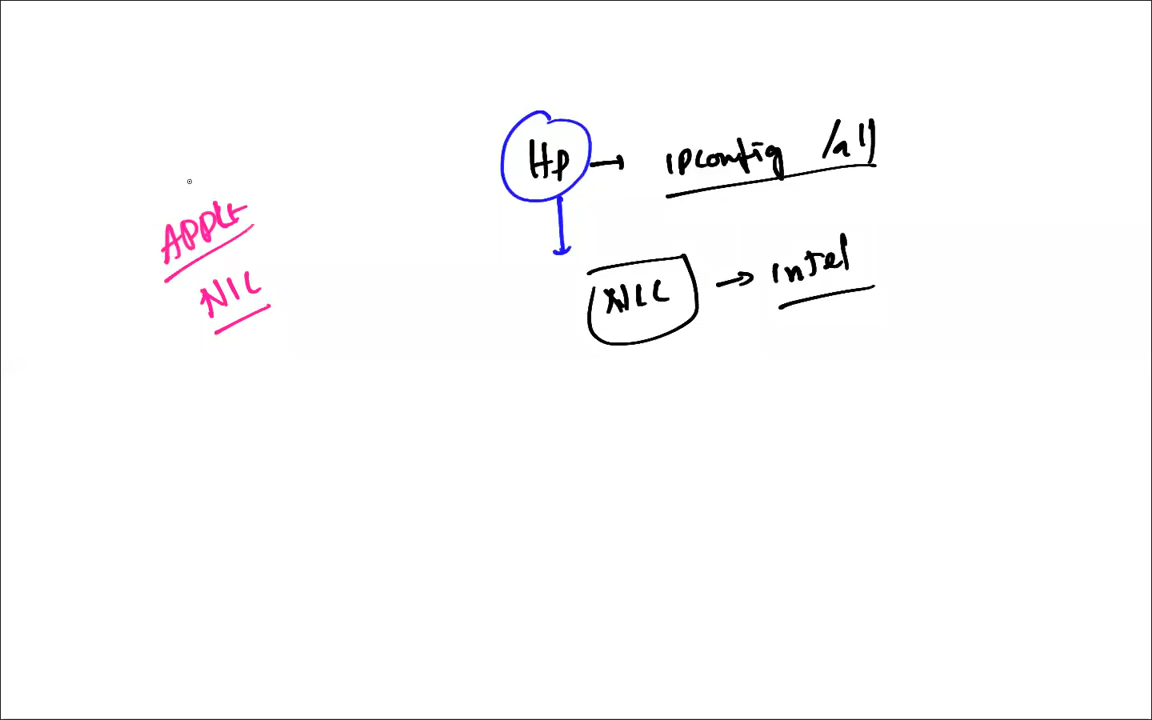 HP → ipconfig /all
APPLE
NIC
NIC → intel